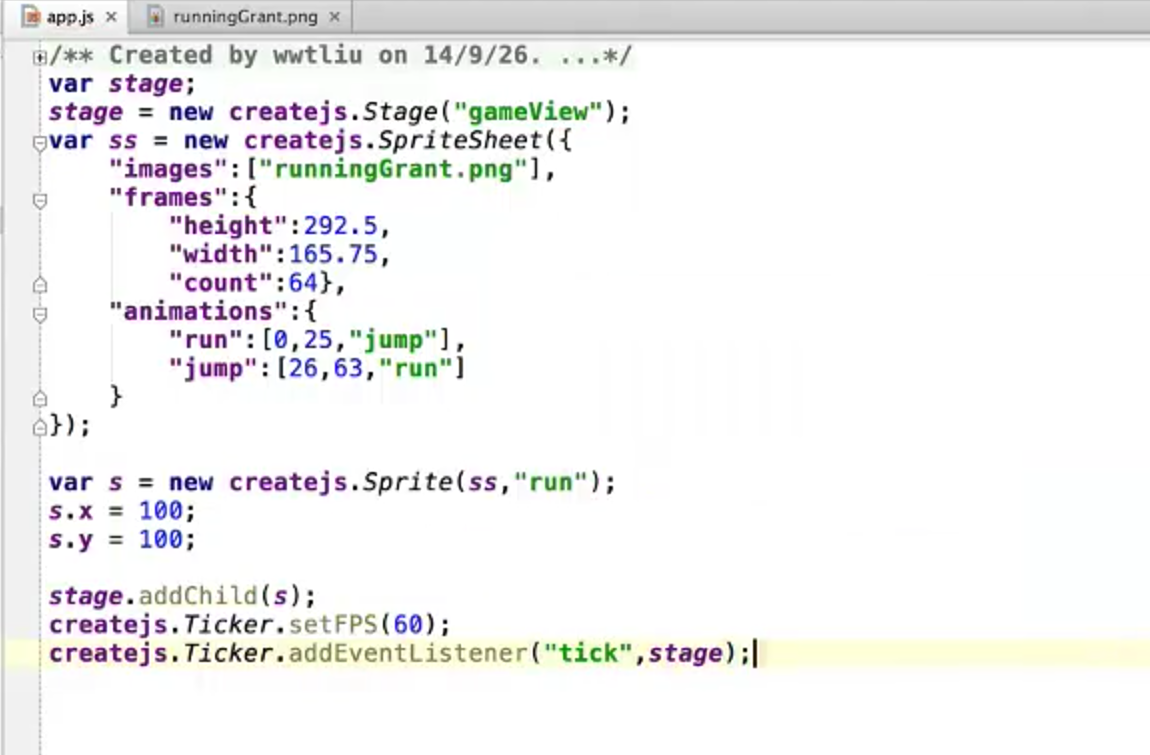 app.js × runningGrant.png ×
/** Created by wwtliu on 14/9/26. ...*/
var stage;
stage = new createjs.Stage("gameView");
var ss = new createjs.SpriteSheet({
    "images":["runningGrant.png"],
    "frames":{
        "height":292.5,
        "width":165.75,
        "count":64},
    "animations":{
        "run":[0,25,"jump"],
        "jump":[26,63,"run"]
    }
});
var s = new createjs.Sprite(ss,"run");
s.x = 100;
s.y = 100;
stage.addChild(s);
createjs.Ticker.setFPS(60);
createjs.Ticker.addEventListener("tick",stage);